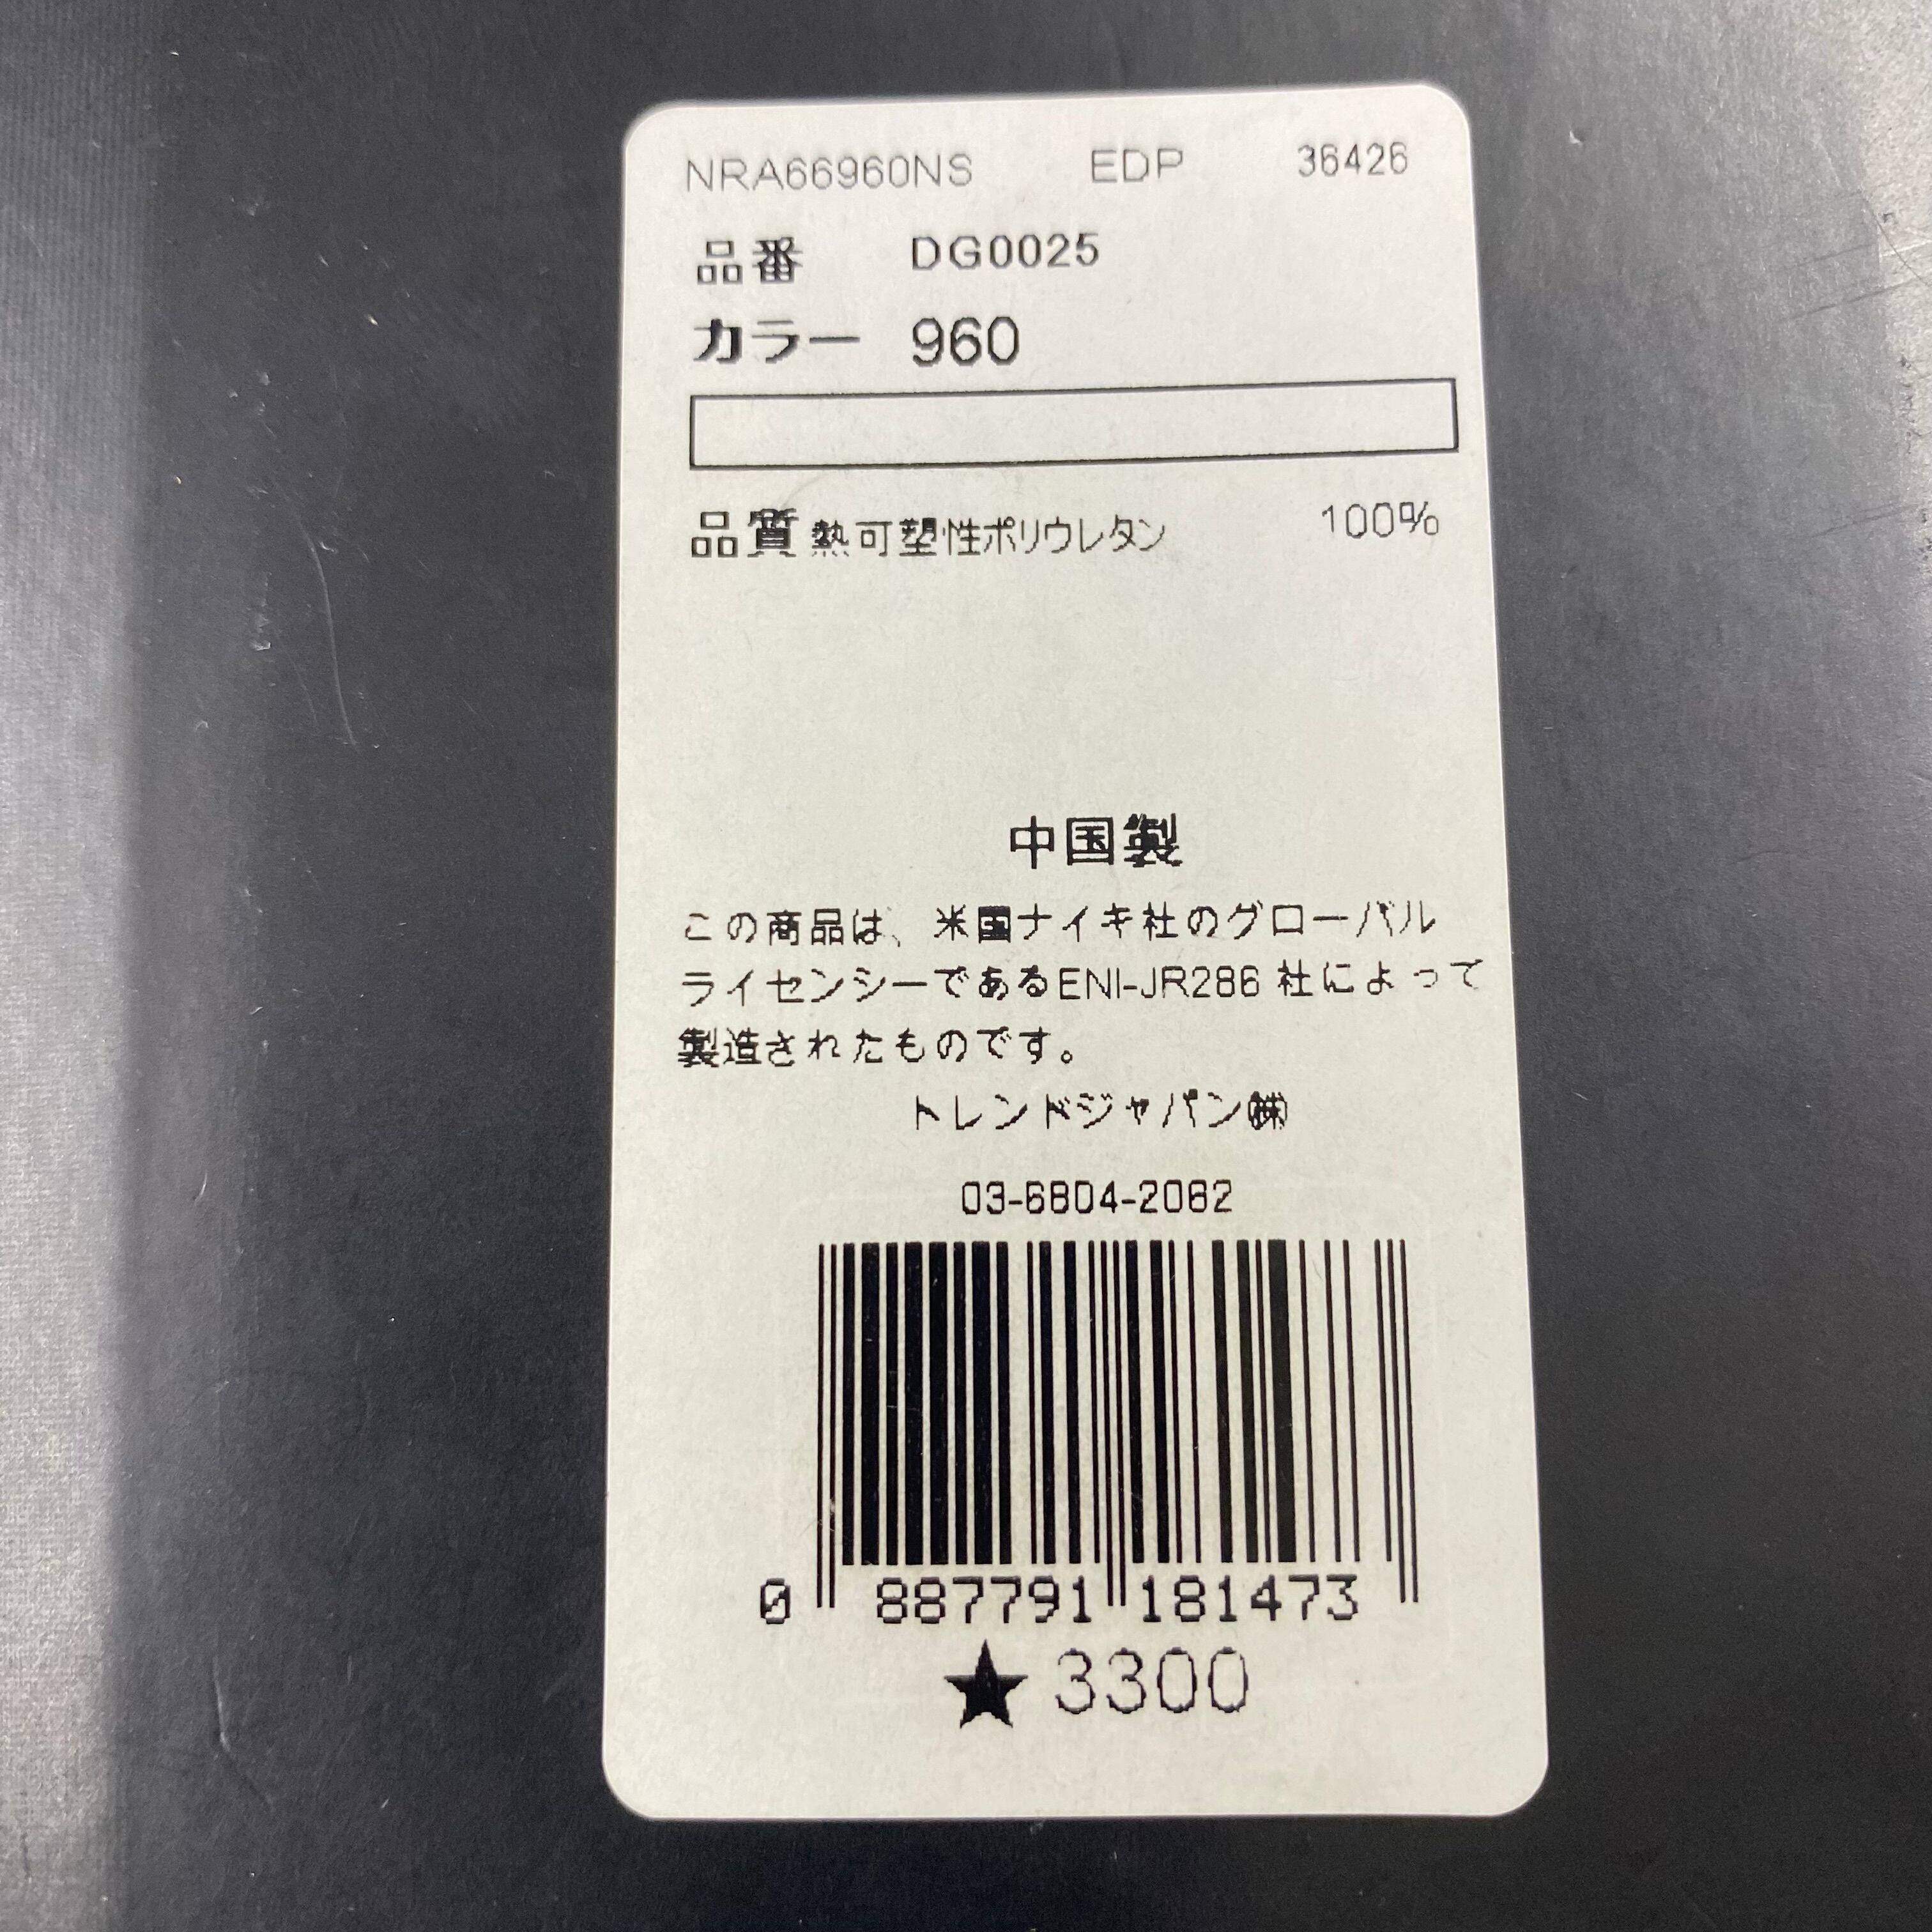 NRA66960NS EDP 36426
品番 DG0025
カラー 960
品質 熱可塑性ポリウレタン 100%
中国製
この商品は、米国ナイキ社のグローバル
ライセンシーであるENI-JR286 社によって
製造されたものです。
トレンドジャパン㈱
03-6804-2062
0 887791 181473
★3300